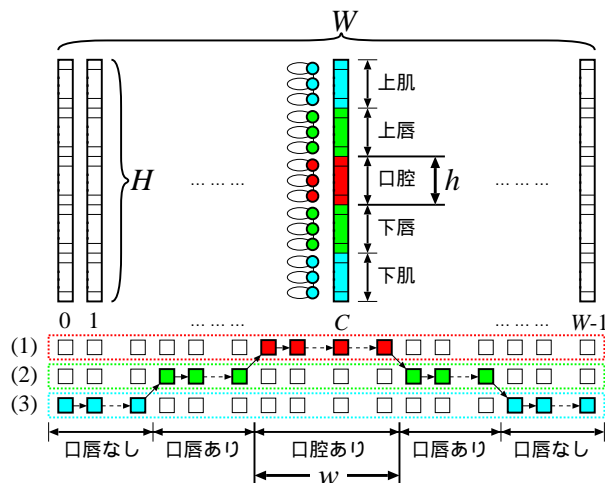 W
上肌
上唇
H
………
口腔
h
………
下唇
下肌
0 1 ……… C ……… W-1
(1)
(2)
(3)
口唇なし 口唇あり 口腔あり 口唇あり 口唇なし
w